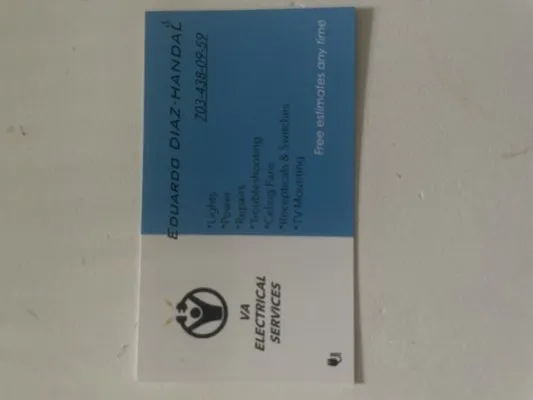 EDUARDO DIAZ-HANDAL
703-438-09-59
*Lights
*Power
*Repairs
*Troubleshooting
*Ceiling Fans
*Recepticals & Switches
*TV Mounting
Free estimates any time
VA
ELECTRICAL
SERVICES